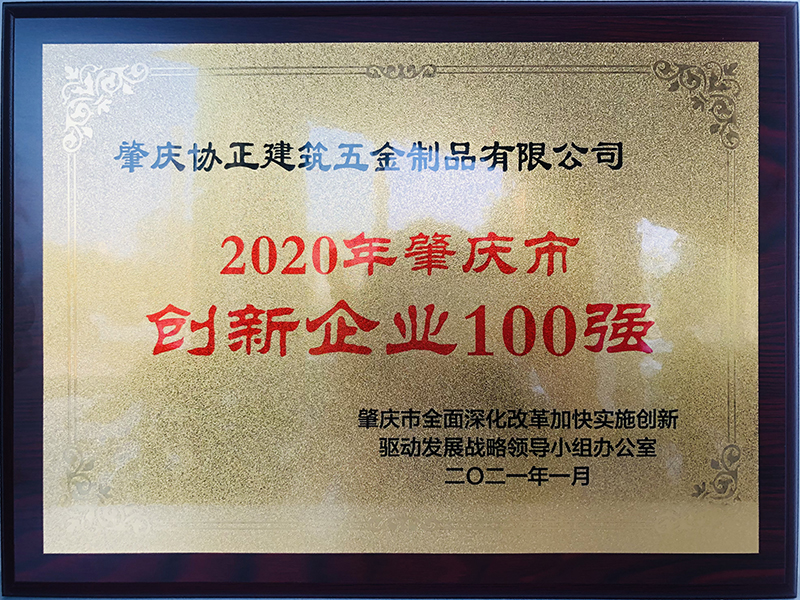 肇庆协正建筑五金制品有限公司
2020年肇庆市
创新企业100强
肇庆市全面深化改革加快实施创新
驱动发展战略领导小组办公室
二〇二一年一月